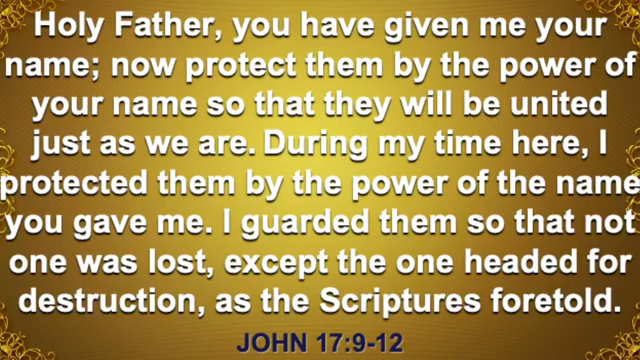 Holy Father, you have given me your
name; now protect them by the power of
your name so that they will be united
just as we are. During my time here, I
protected them by the power of the name
you gave me. I guarded them so that not
one was lost, except the one headed for
destruction, as the Scriptures foretold.
JOHN 17:9-12